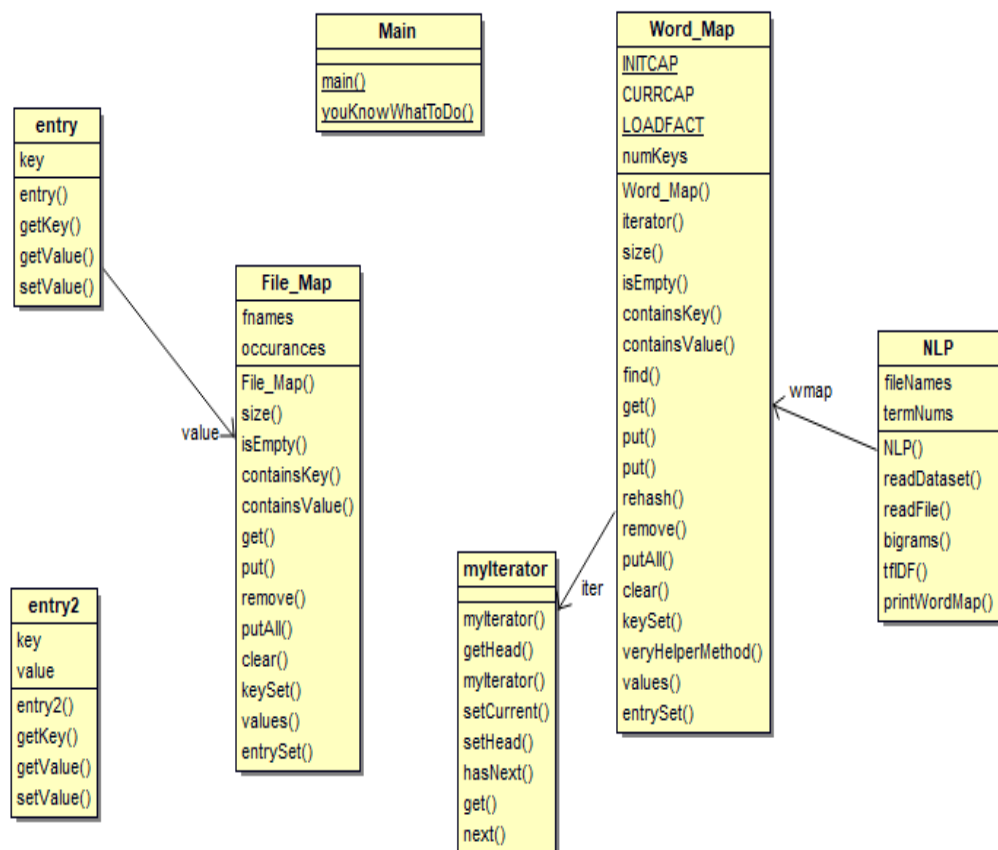 Main
main()
youKnowWhatToDo()
entry
key
entry()
getKey()
getValue()
setValue()
value
File_Map
fnames
occurances
File_Map()
size()
isEmpty()
containsKey()
containsValue()
get()
put()
remove()
putAll()
clear()
keySet()
values()
entrySet()
entry2
key
value
entry2()
getKey()
getValue()
setValue()
myIterator
myIterator()
getHead()
myIterator()
setCurrent()
setHead()
hasNext()
get()
next()
iter
Word_Map
INITCAP
CURRCAP
LOADFACT
numKeys
Word_Map()
iterator()
size()
isEmpty()
containsKey()
containsValue()
find()
get()
put()
put()
rehash()
remove()
putAll()
clear()
keySet()
veryHelperMethod()
values()
entrySet()
wmap
NLP
fileNames
termNums
NLP()
readDataset()
readFile()
bigrams()
tfIDF()
printWordMap()